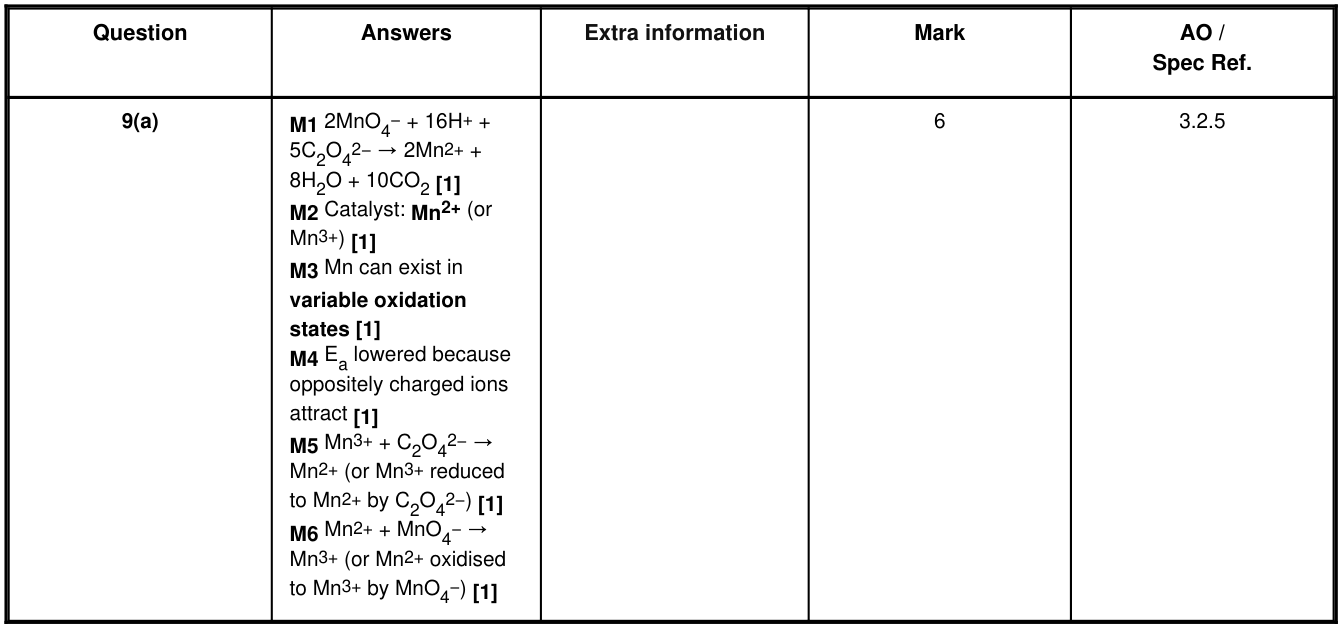 Question Answers Extra information Mark AO /
Spec Ref.
9(a) M1 2MnO₄⁻ + 16H⁺ + 6 3.2.5
5C₂O₄²⁻ → 2Mn²⁺ +
8H₂O + 10CO₂ [1]
M2 Catalyst: Mn²⁺ (or
Mn³⁺) [1]
M3 Mn can exist in
variable oxidation
states [1]
M4 Eₐ lowered because
oppositely charged ions
attract [1]
M5 Mn³⁺ + C₂O₄²⁻ →
Mn²⁺ (or Mn³⁺ reduced
to Mn²⁺ by C₂O₄²⁻) [1]
M6 Mn²⁺ + MnO₄⁻ →
Mn³⁺ (or Mn²⁺ oxidised
to Mn³⁺ by MnO₄⁻) [1]